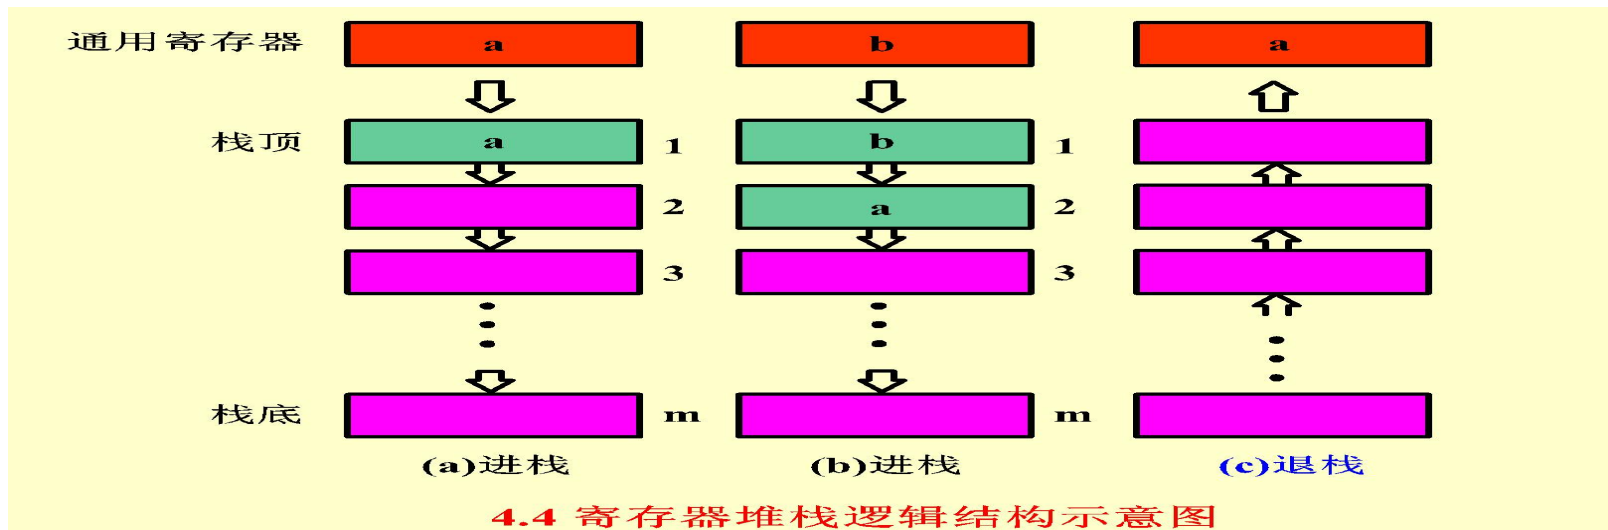 通用寄存器 a b a
栈顶 a 1 b 1
2 a 2
3 3
栈底 m m
(a)进栈 (b)进栈 (c)退栈
4.4 寄存器堆栈逻辑结构示意图